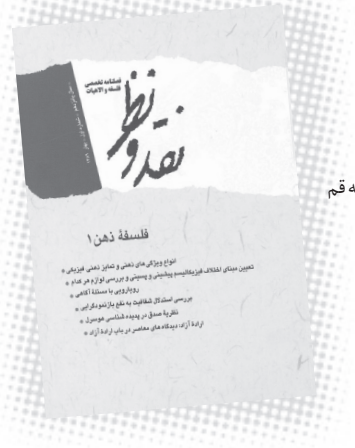 فصلنامه تخصصی
فلسفه و الاهیات
نقد و نظر
ه قم
فلسفهٔ ذهن ۱
انواع ویژگی های ذهنی و تمایز ذهنی فیزیکی *
تعیین مبنای اختلاف فیزیکالیسم پیشینی و پسینی و بررسی لوازم هر کدام *
رویارویی با مسئلهٔ آگاهی *
بررسی استدلال شفافیت به نفع بازنمودگرایی *
نظریهٔ صدق در پدیده شناسی هوسرل *
ارادهٔ آزاد: دیدگاه های معاصر در باب ارادهٔ آزاد *